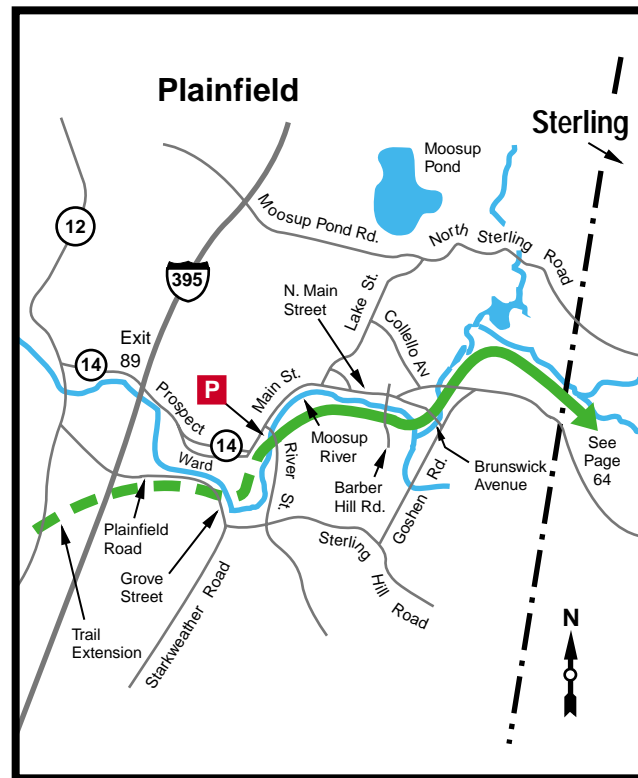 Plainfield
Sterling
Moosup
Pond
12
Moosup Pond Rd.
North Sterling Road
395
N. Main
Street
Lake St.
Collello Av
Exit
89
14
Prospect
P
Main St.
14
Ward
Moosup
River
River St.
Brunswick
Avenue
See
Page
64
Barber
Hill Rd.
Goshen Rd.
Plainfield
Road
Grove
Street
Sterling Hill Road
Starkweather Road
Trail
Extension
N